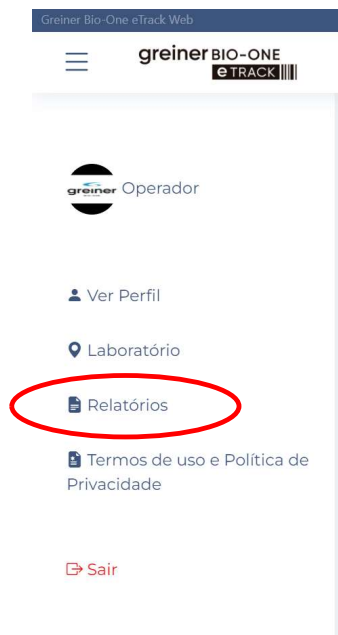 Greiner Bio-One eTrack Web
greiner BIO-ONE
e TRACK
greiner Operador
Ver Perfil
Laboratório
Relatórios
Termos de uso e Política de
Privacidade
Sair